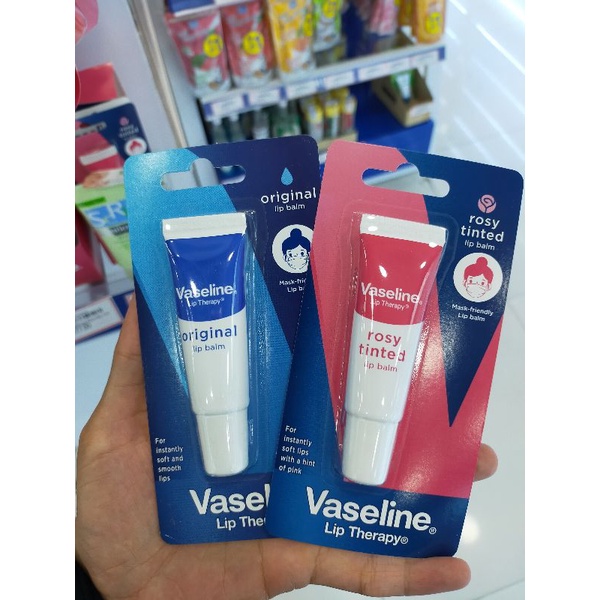 original
lip balm
Mask-friendly
Lip balm
Vaseline®
Lip Therapy®
original
lip balm
For
instantly
soft and
smooth
lips
Vaseline®
Lip Therapy®
rosy
tinted
lip balm
Mask-friendly
Lip balm
Vaseline®
Lip Therapy®
rosy
tinted
lip balm
For
instantly
soft lips
with a hint
of pink
Vaseline®
Lip Therapy®